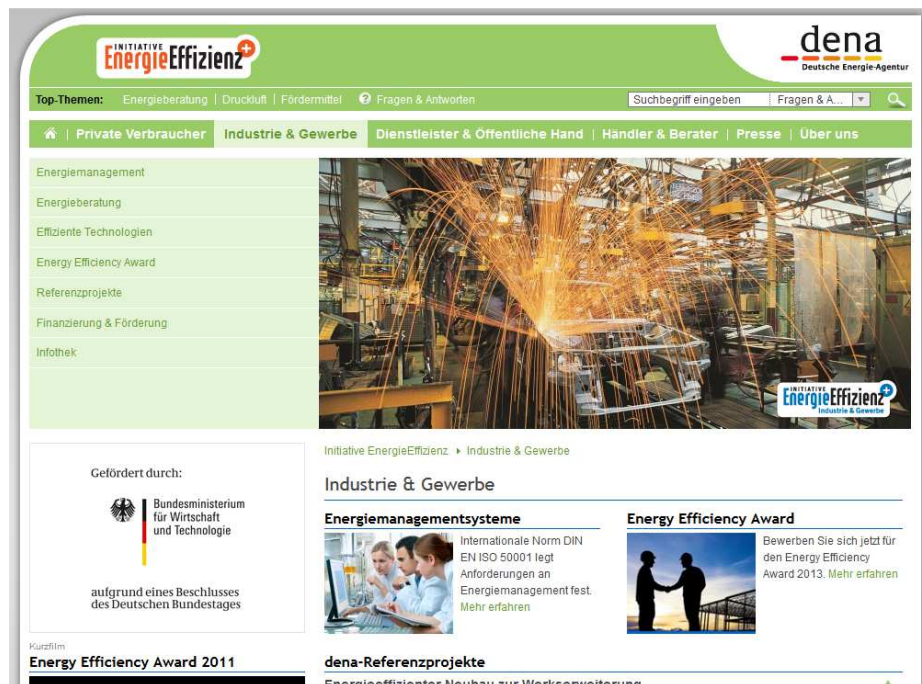 INITIATIVE
EnergieEffizienz
dena
Deutsche Energie-Agentur
Top-Themen: Energieberatung | Druckluft | Fördermittel ? Fragen & Antworten
Suchbegriff eingeben Fragen & A...
Private Verbraucher Industrie & Gewerbe Dienstleister & Öffentliche Hand | Händler & Berater | Presse | Über uns
Energiemanagement
Energieberatung
Effiziente Technologien
Energy Efficiency Award
Referenzprojekte
Finanzierung & Förderung
Infothek
INITIATIVE
EnergieEffizienz
Industrie & Gewerbe
Gefördert durch:
Bundesministerium
für Wirtschaft
und Technologie
aufgrund eines Beschlusses
des Deutschen Bundestages
Kurzfilm
Energy Efficiency Award 2011
Initiative EnergieEffizienz Industrie & Gewerbe
Industrie & Gewerbe
Energiemanagementsysteme
Internationale Norm DIN
EN ISO 50001 legt
Anforderungen an
Energiemanagement fest.
Mehr erfahren
Energy Efficiency Award
Bewerben Sie sich jetzt für
den Energy Efficiency
Award 2013. Mehr erfahren
dena-Referenzprojekte
Energieeffizienter Neubau zur Werkserweiterung